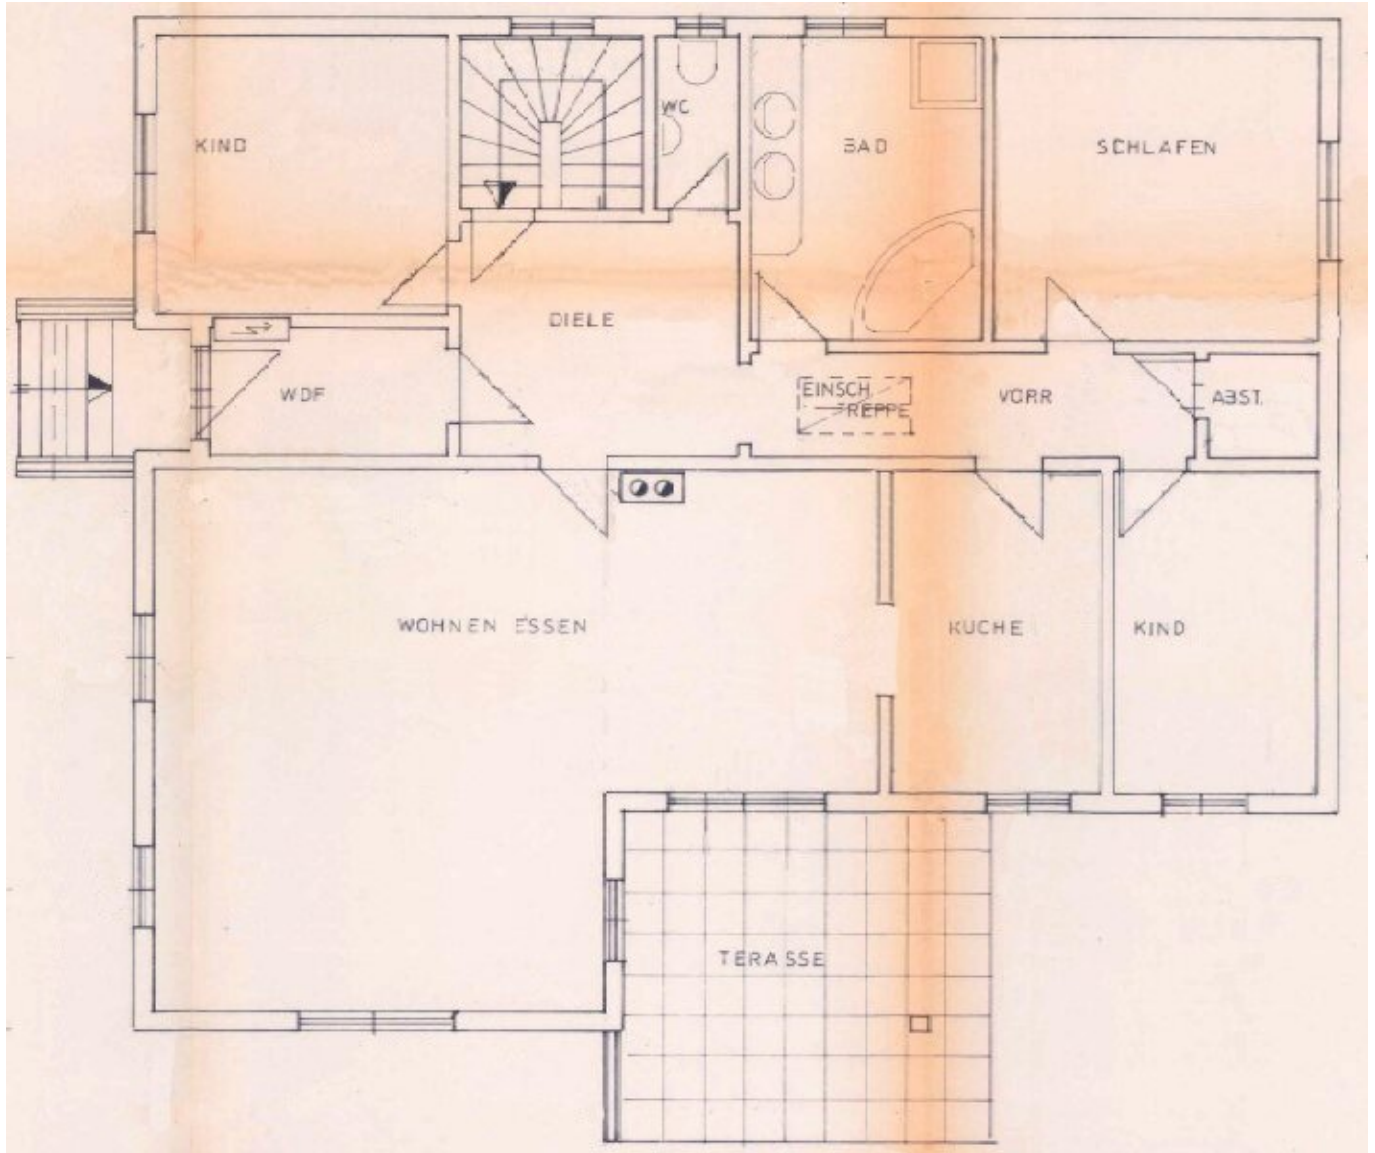 KIND
WC
BAD
SCHLAFEN
DIELE
WDF
EINSCH
TREPPE
VORR
ABST.
WOHNEN ESSEN
KUCHE
KIND
TERASSE